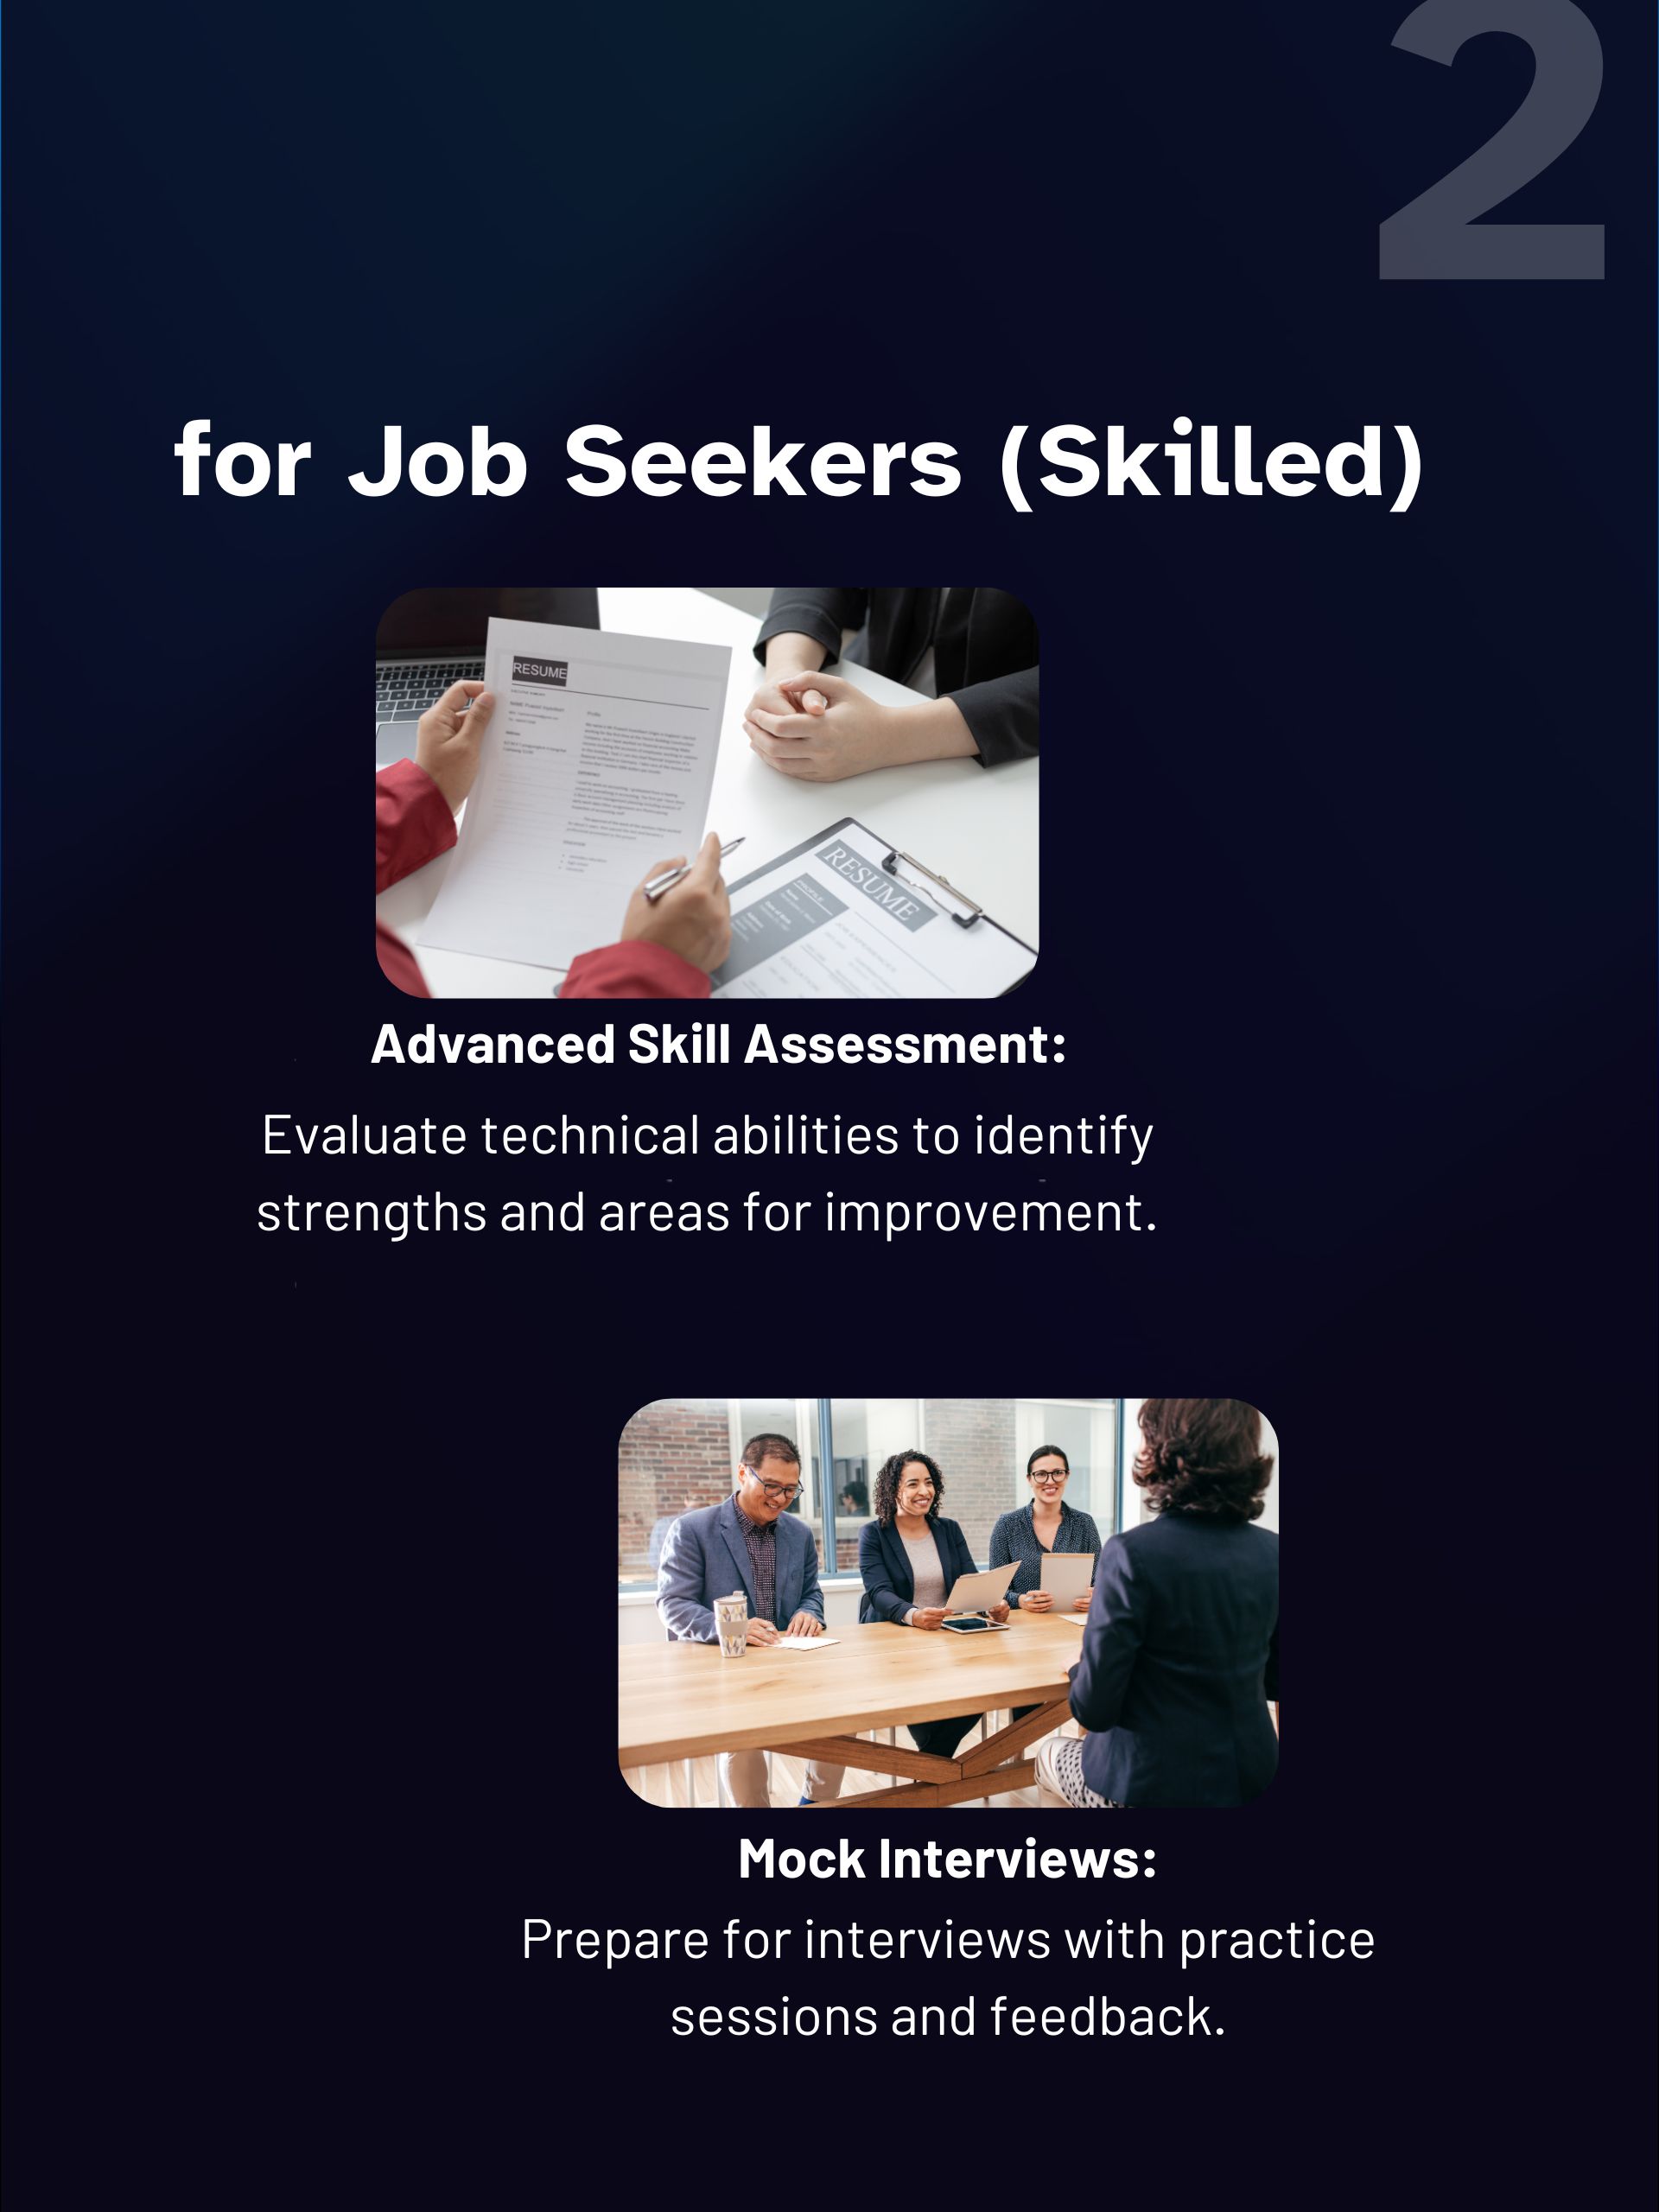 2
for Job Seekers (Skilled)
RESUME
RESUME
Advanced Skill Assessment:
Evaluate technical abilities to identify
strengths and areas for improvement.
Mock Interviews:
Prepare for interviews with practice
sessions and feedback.